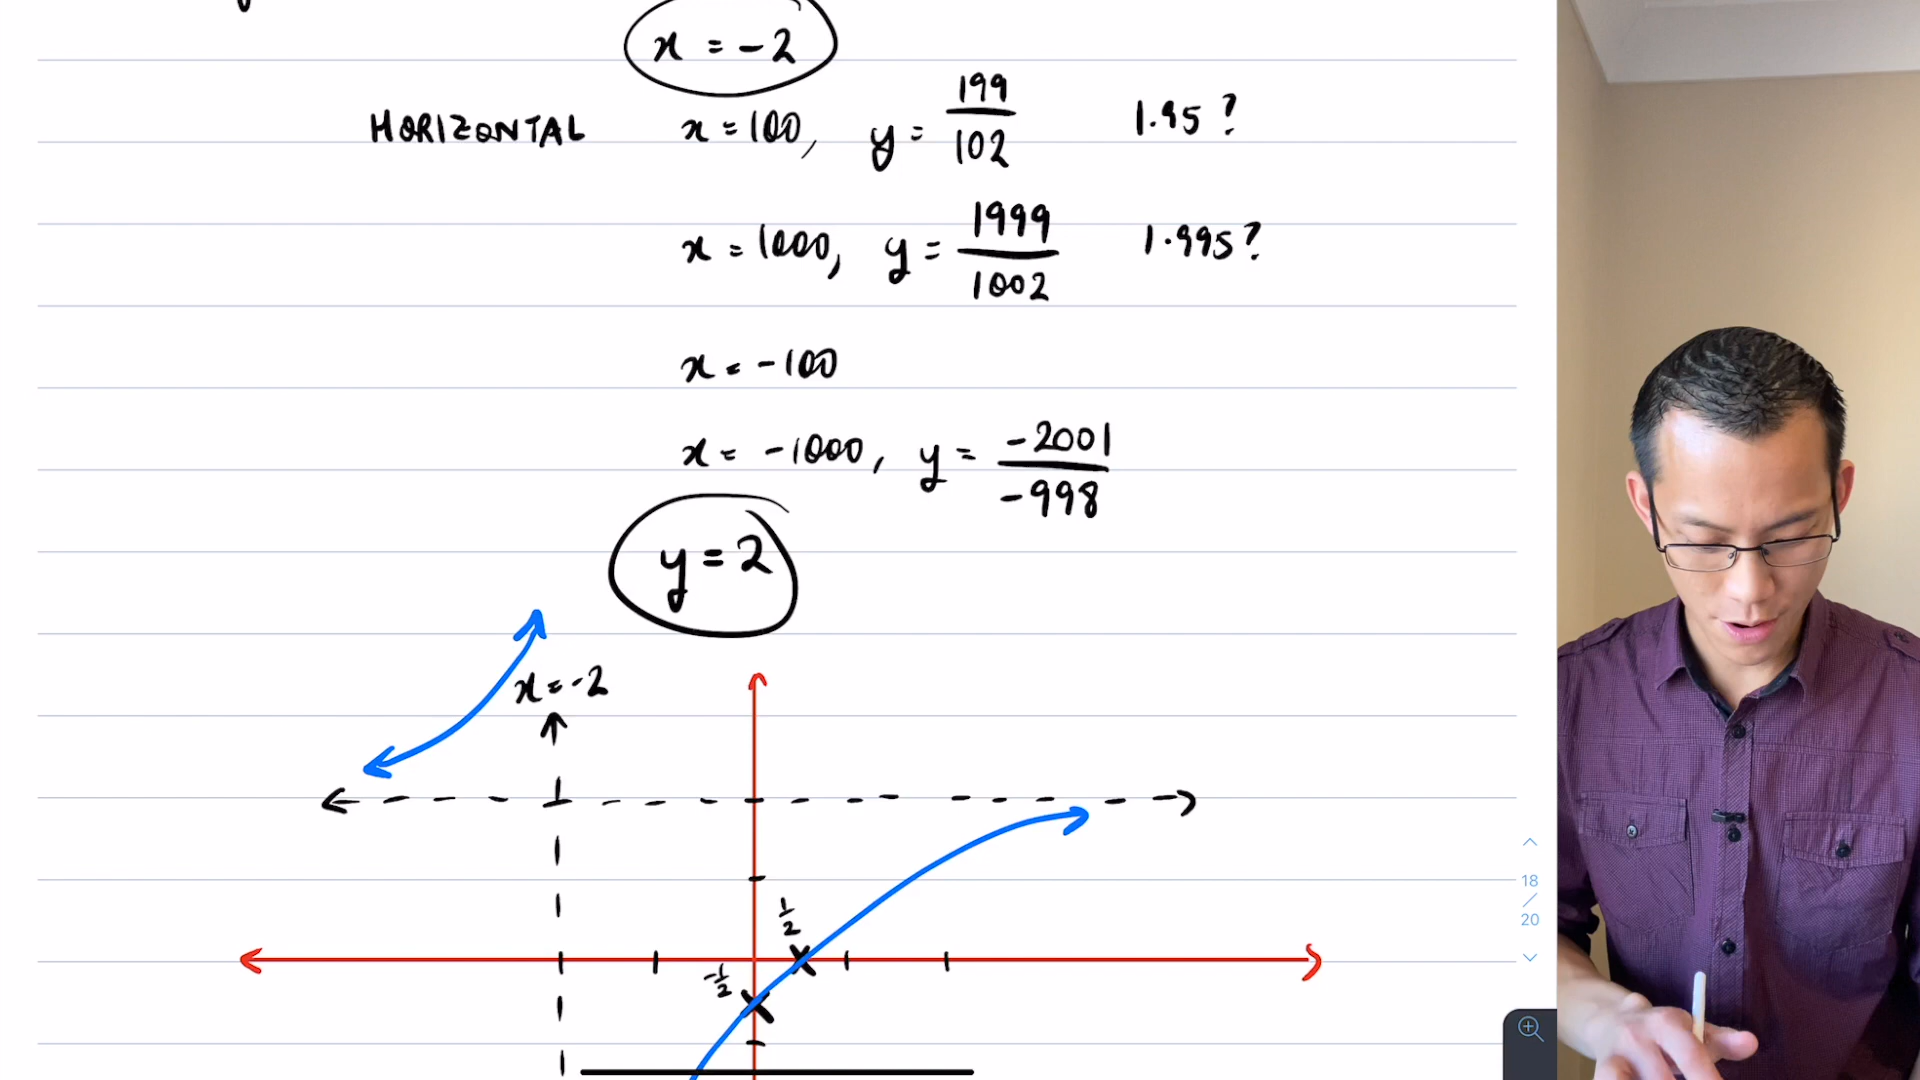 x = -2
HORIZONTAL x = 100, y = 199/102 1.95?
x = 1000, y = 1999/1002 1.995?
x = -100
x = -1000, y = -2001/-998
y = 2
x = -2
1/2
-1/2
18
/
20